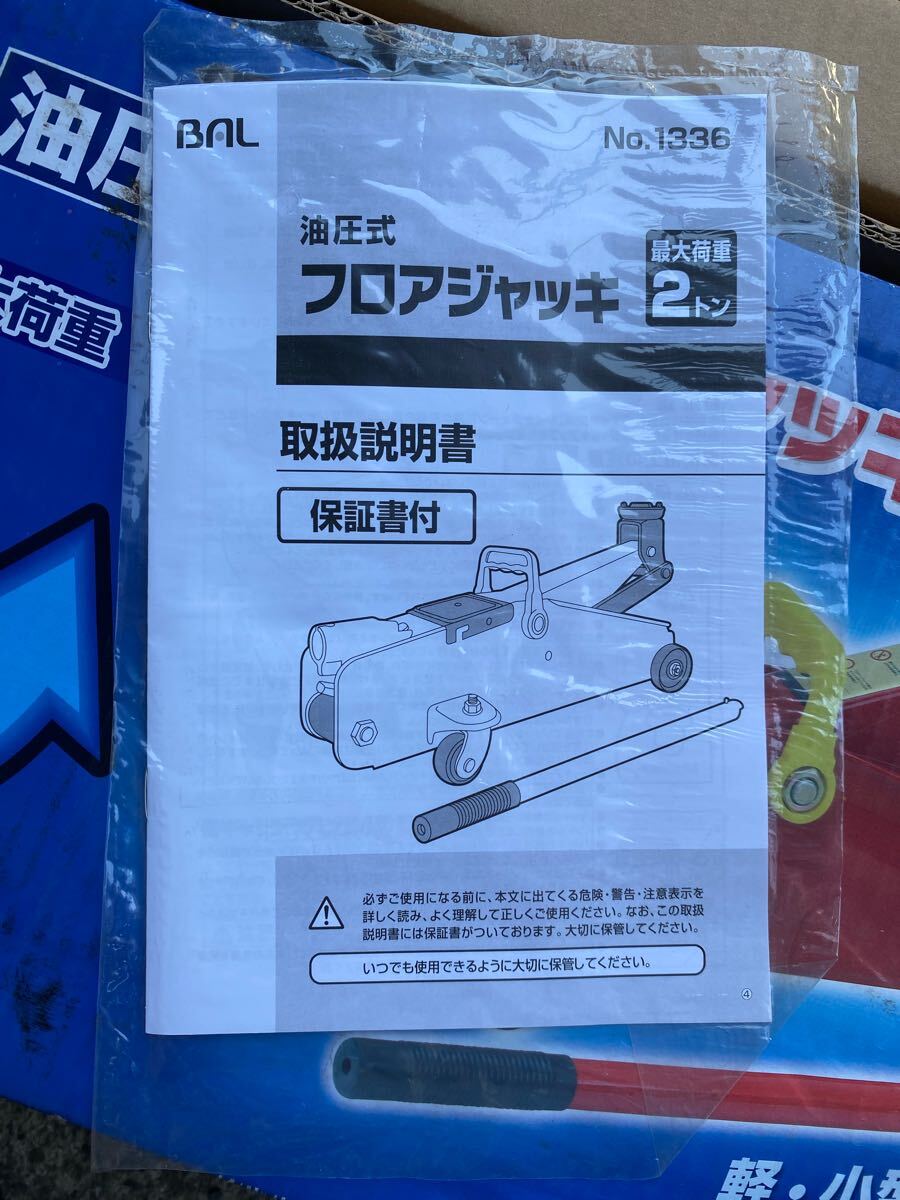 BAL
No.1336
油圧式
フロアジャッキ
最大荷重
2トン
取扱説明書
保証書付
必ずご使用になる前に、本文に出てくる危険・警告・注意表示を
詳しく読み、よく理解して正しくご使用ください。なお、この取扱
説明書には保証書がついております。大切に保管してください。
いつでも使用できるように大切に保管してください。
④
油圧
大荷重
ッキ
軽・小型